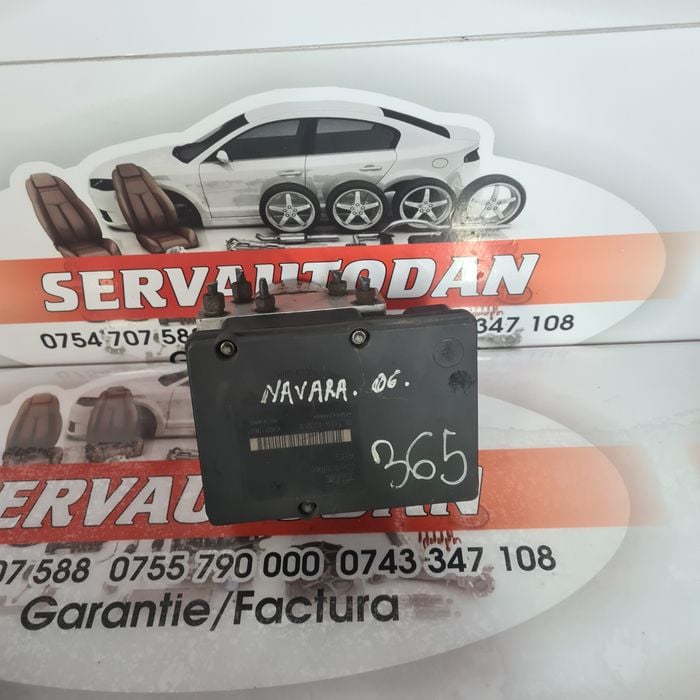 SERVAUTODAN
0754 707 588
347 108
NAVARA. 06.
365
ABS
ERVAUTODAN
07 588 0755 790 000 0743 347 108
Garantie/Factura